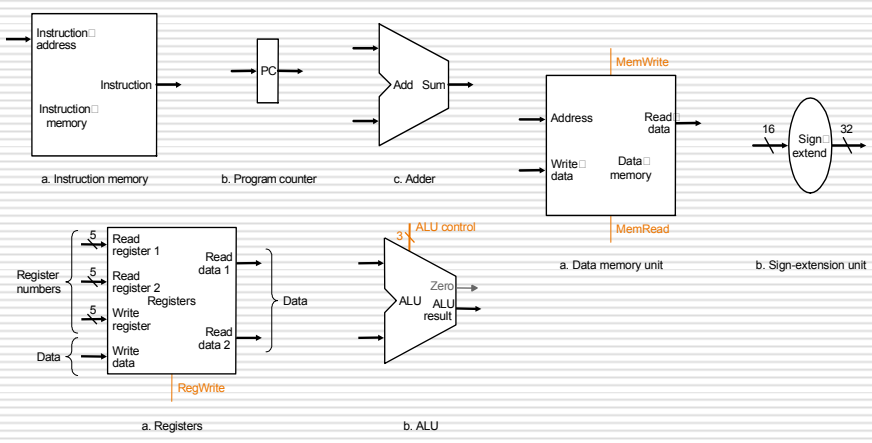 Instruction
address
Instruction
Instruction
memory
a. Instruction memory
PC
b. Program counter
Add Sum
c. Adder
MemWrite
Address
Read
data
Write
data
Data
memory
MemRead
a. Data memory unit
16
Sign
extend
32
b. Sign-extension unit
Register
numbers
5
5
5
Data
Read
register 1
Read
register 2
Registers
Write
register
Write
data
Read
data 1
Read
data 2
Data
RegWrite
a. Registers
3
ALU control
Zero
ALU
ALU
result
b. ALU